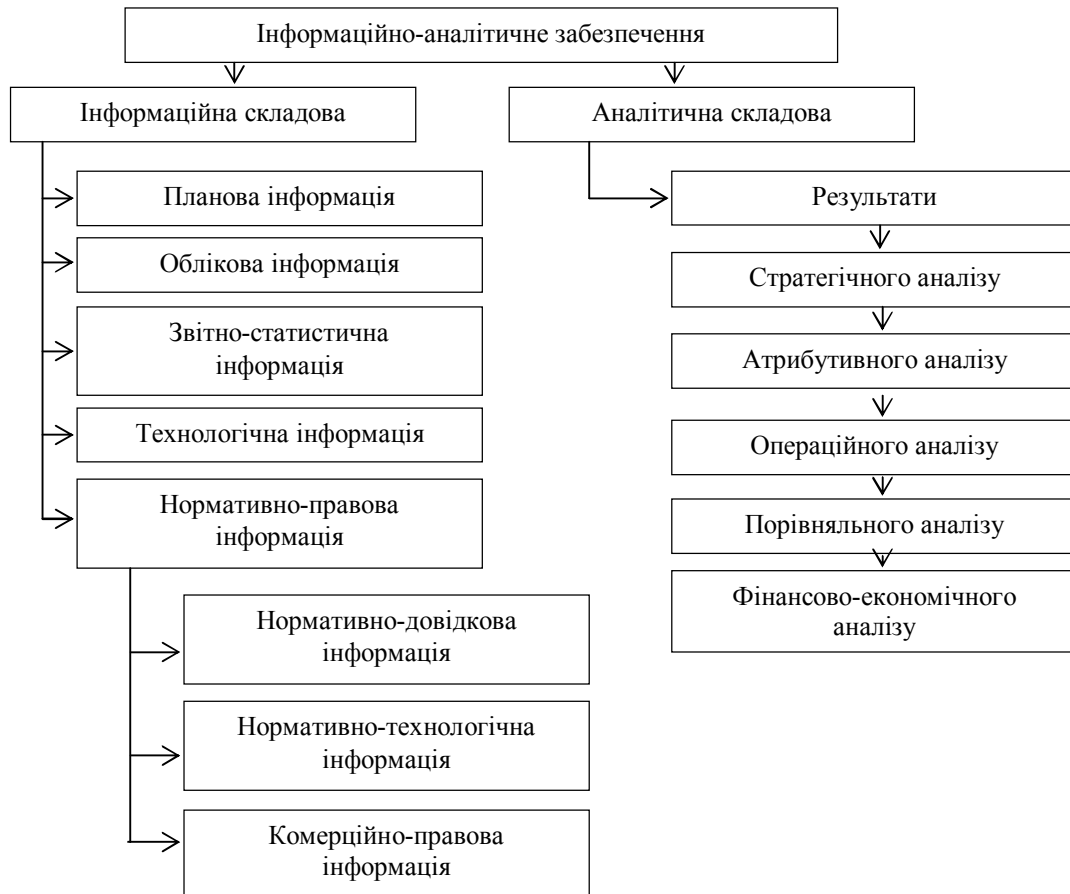 Інформаційно-аналітичне забезпечення
Інформаційна складова
Аналітична складова
Планова інформація
Облікова інформація
Звітно-статистична
інформація
Технологічна інформація
Нормативно-правова
інформація
Нормативно-довідкова
інформація
Нормативно-технологічна
інформація
Комерційно-правова
інформація
Результати
Стратегічного аналізу
Атрибутивного аналізу
Операційного аналізу
Порівняльного аналізу
Фінансово-економічного
аналізу